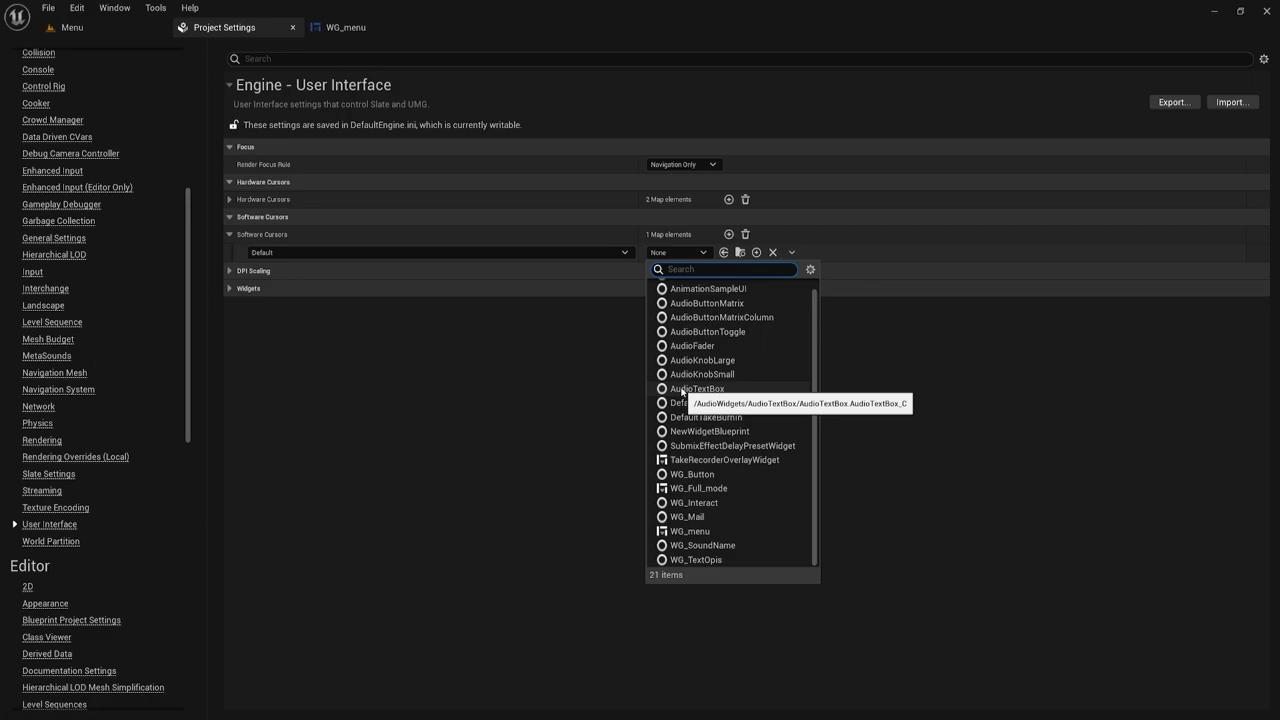 File Edit Window Tools Help
Menu
Project Settings
WG_menu
Collision
Console
Control Rig
Cooker
Crowd Manager
Data Driven CVars
Debug Camera Controller
Enhanced Input
Enhanced Input (Editor Only)
Gameplay Debugger
Garbage Collection
General Settings
Hierarchical LOD
Input
Interchange
Landscape
Level Sequence
Mesh Budget
MetaSounds
Navigation Mesh
Navigation System
Network
Physics
Rendering
Rendering Overrides (Local)
Slate Settings
Streaming
Texture Encoding
User Interface
World Partition
Editor
2D
Appearance
Blueprint Project Settings
Class Viewer
Derived Data
Documentation Settings
Hierarchical LOD Mesh Simplification
Level Sequences
Search
Engine - User Interface
User Interface settings that control Slate and UMG.
Export...
Import...
These settings are saved in DefaultEngine.ini, which is currently writable.
Focus
Render Focus Rule
Navigation Only
Hardware Cursors
Hardware Cursors
2 Map elements
Software Cursors
Software Cursors
1 Map elements
Default
None
DPI Scaling
Widgets
Search
AnimationSampleUI
AudioButtonMatrix
AudioButtonMatrixColumn
AudioButtonToggle
AudioFader
AudioKnobLarge
AudioKnobSmall
AudioTextBox
/AudioWidgets/AudioTextBox/AudioTextBox.AudioTextBox_C
DefaultTakeBurnIn
NewWidgetBlueprint
SubmixEffectDelayPresetWidget
TakeRecorderOverlayWidget
WG_Button
WG_Full_mode
WG_Interact
WG_Mail
WG_menu
WG_SoundName
WG_TextOpis
21 items